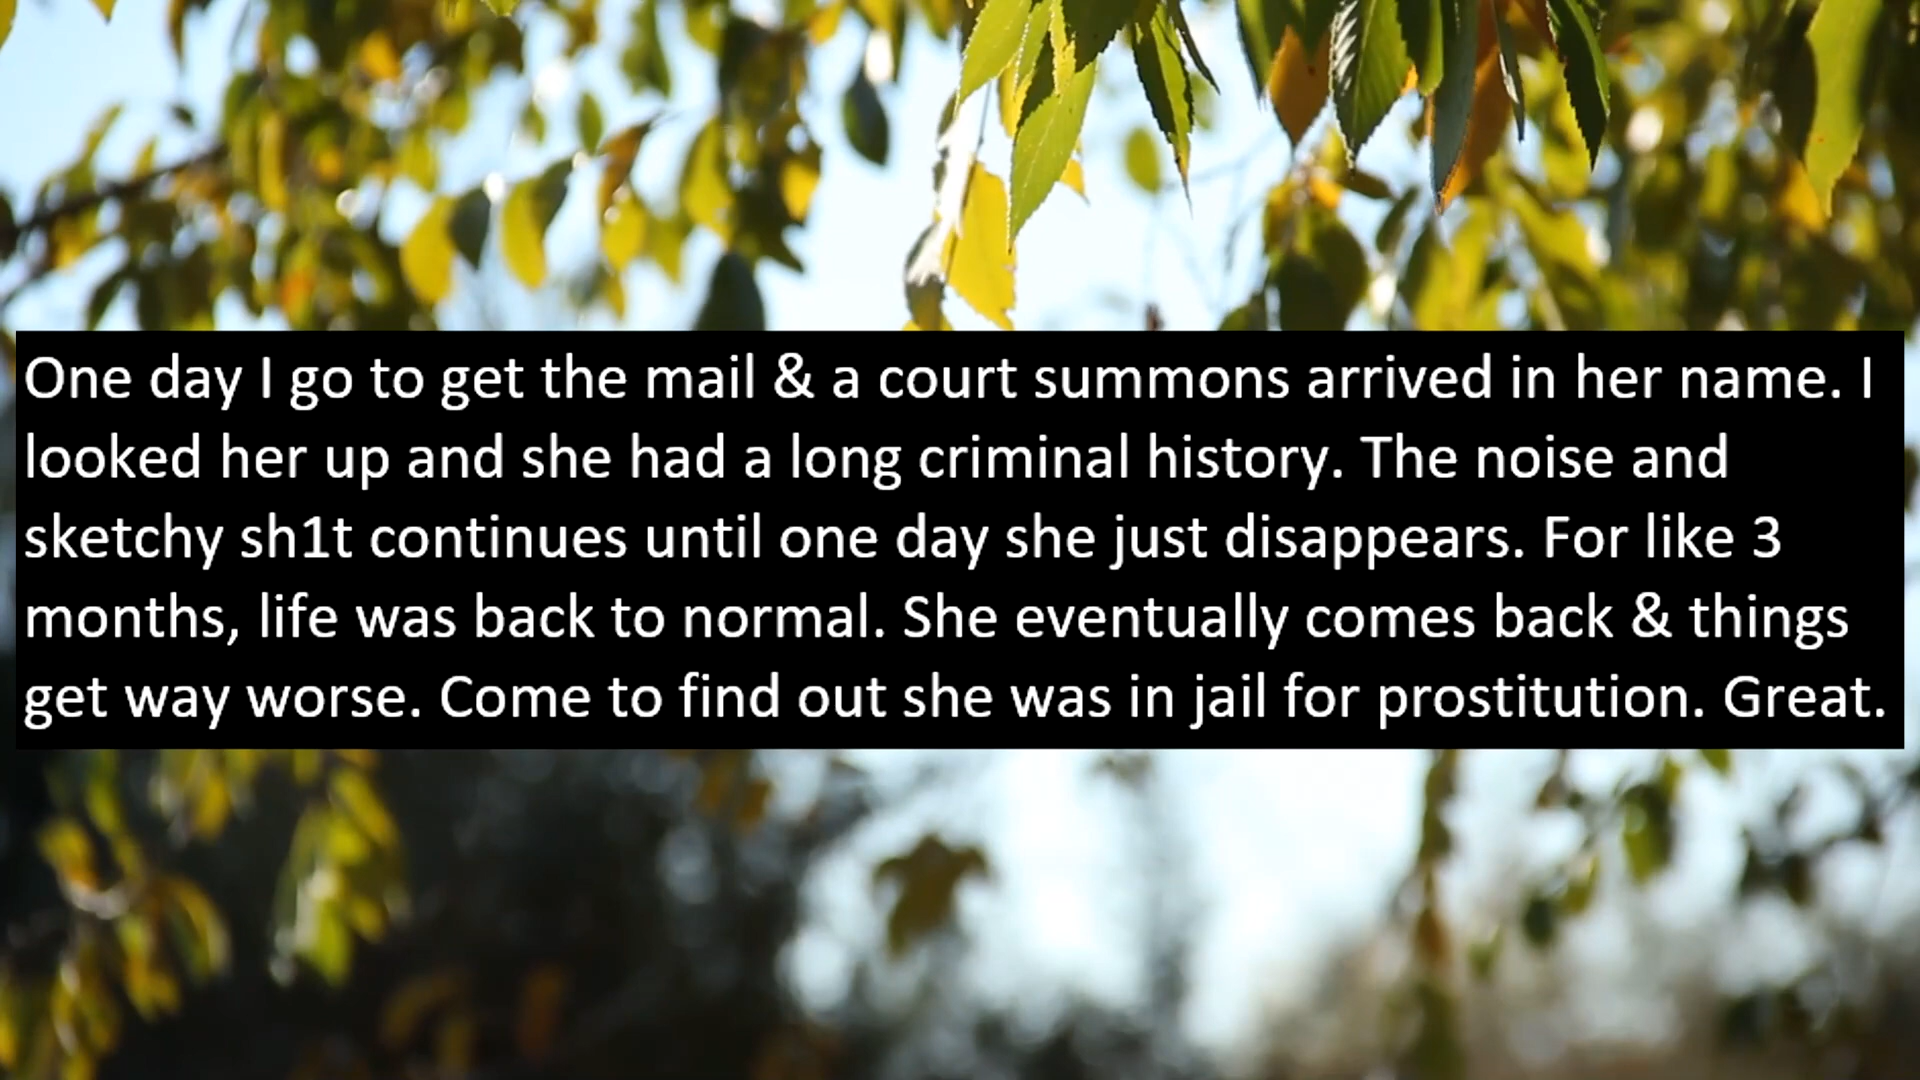 One day I go to get the mail & a court summons arrived in her name. I
looked her up and she had a long criminal history. The noise and
sketchy sh1t continues until one day she just disappears. For like 3
months, life was back to normal. She eventually comes back & things
get way worse. Come to find out she was in jail for prostitution. Great.